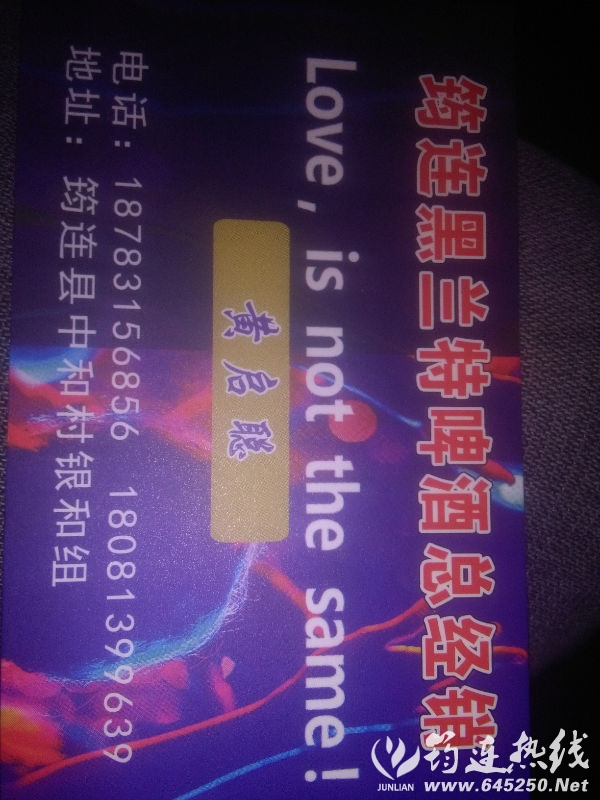 筠连黑兰特啤酒总经销
Love, is not the same!
黄启聪
电话：18783156856 18081399639
地址：筠连县中和村银和组
筠连热线
JUNLIAN
www.645250.Net